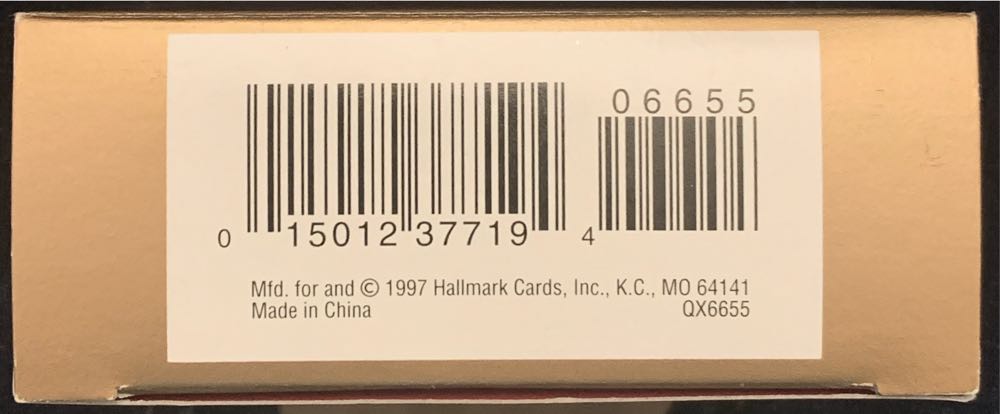 06655
0 15012 37719 4
Mfd. for and © 1997 Hallmark Cards, Inc., K.C., MO 64141
Made in China QX6655